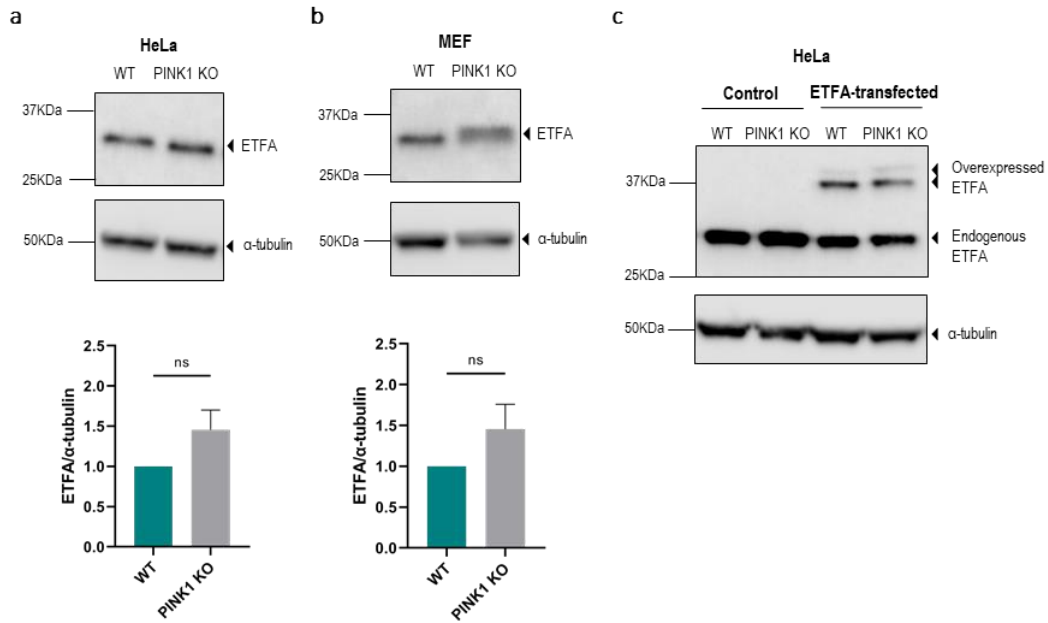 a
HeLa
WT PINK1 KO
37KDa
ETFA
25KDa
50KDa
α-tubulin
ETFA/α-tubulin
2.5
2.0
1.5
1.0
0.5
0.0
ns
WT
PINK1 KO
b
MEF
WT PINK1 KO
37KDa
ETFA
25KDa
50KDa
α-tubulin
ETFA/α-tubulin
2.5
2.0
1.5
1.0
0.5
0.0
ns
WT
PINK1 KO
c
HeLa
Control ETFA-transfected
WT PINK1 KO WT PINK1 KO
37KDa
Overexpressed
ETFA
Endogenous
ETFA
25KDa
50KDa
α-tubulin